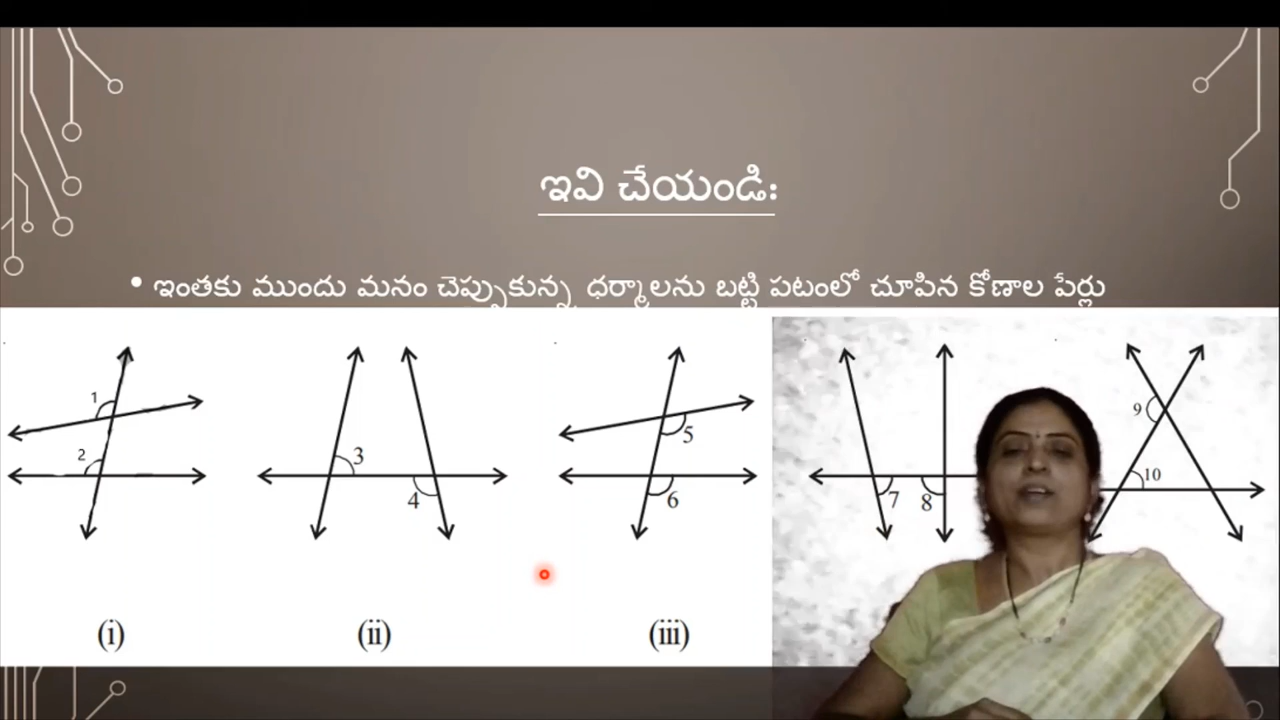 ఇవి చేయండి:
• ఇంతకు ముందు మనం చెప్పుకున్న ధర్మాలను బట్టి పటంలో చూపిన కోణాల పేర్లు
1
2
3
4
5
6
7
8
9
10
(i)
(ii)
(iii)